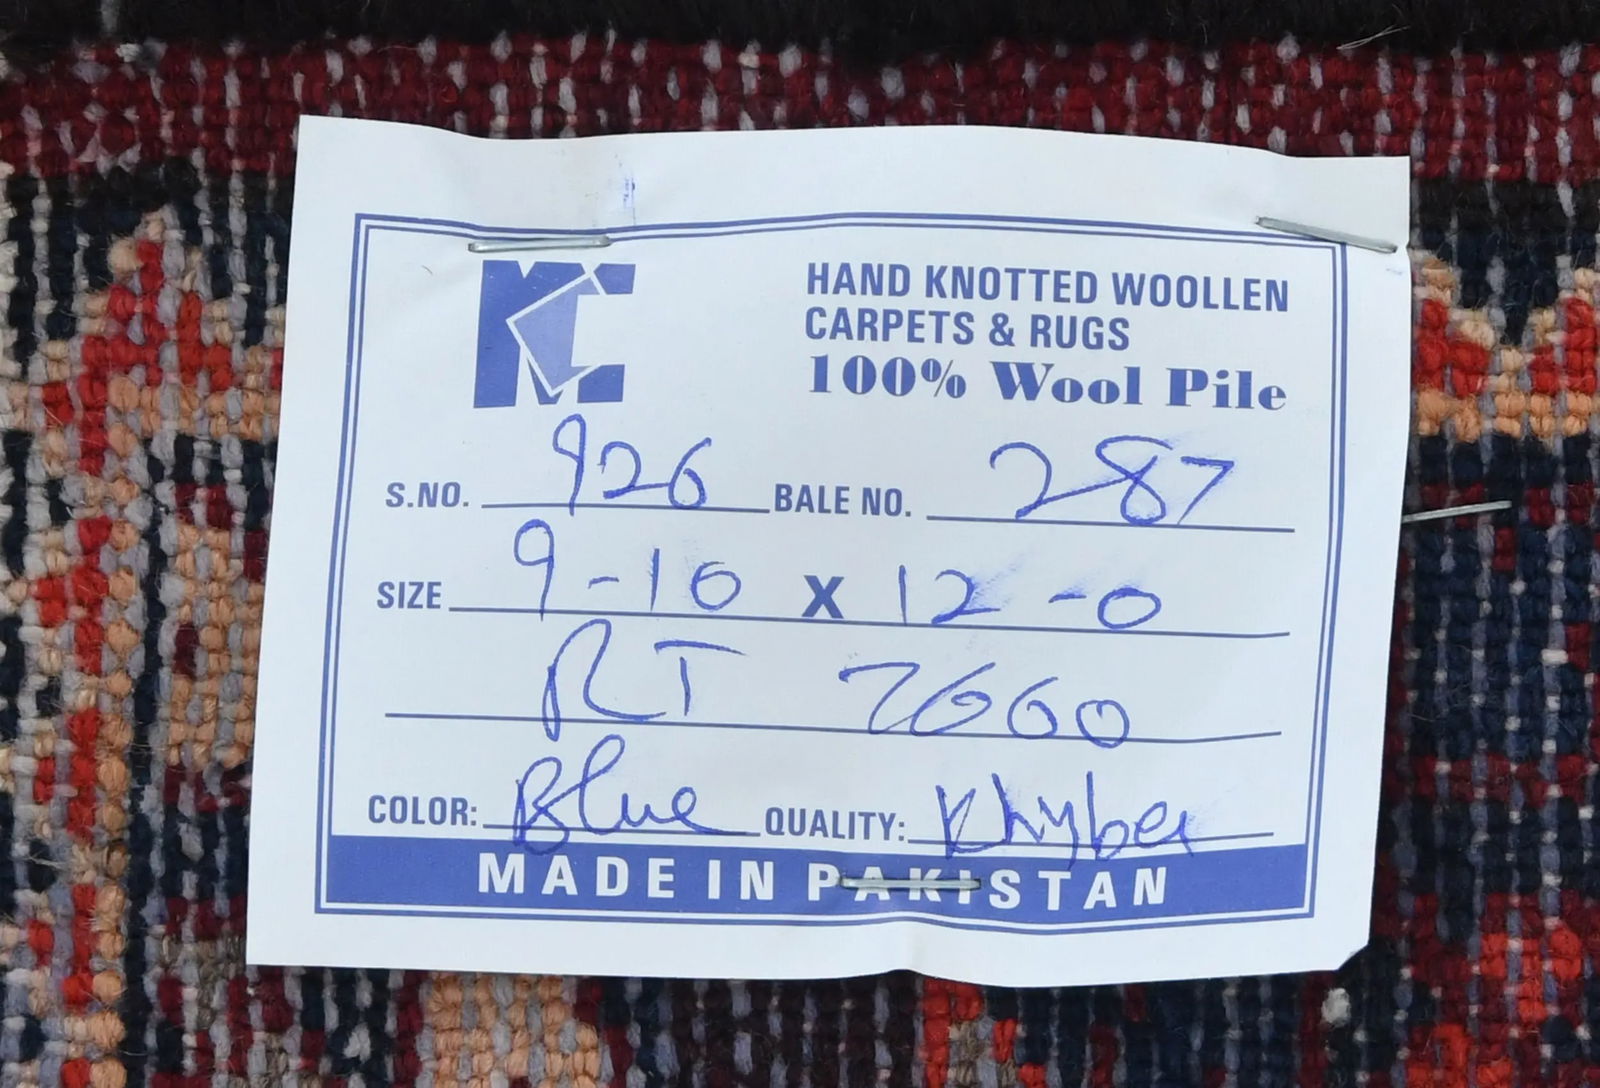 KC
HAND KNOTTED WOOLLEN
CARPETS & RUGS
100% Wool Pile
S.NO. 926 BALE NO. 287
SIZE 9-10 X 12-0
RT 7660
COLOR: Blue QUALITY: Khyber
MADE IN PAKISTAN